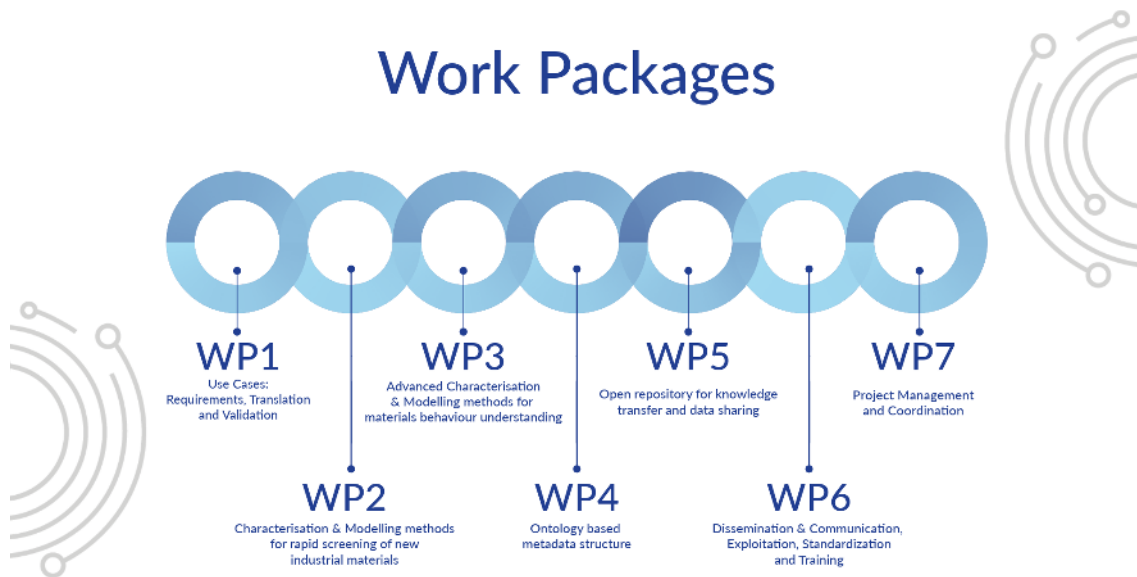 Work Packages
WP1
Use Cases:
Requirements, Translation
and Validation
WP2
Characterisation & Modelling methods
for rapid screening of new
industrial materials
WP3
Advanced Characterisation
& Modelling methods for
materials behaviour understanding
WP4
Ontology based
metadata structure
WP5
Open repository for knowledge
transfer and data sharing
WP6
Dissemination & Communication,
Exploitation, Standardization
and Training
WP7
Project Management
and Coordination